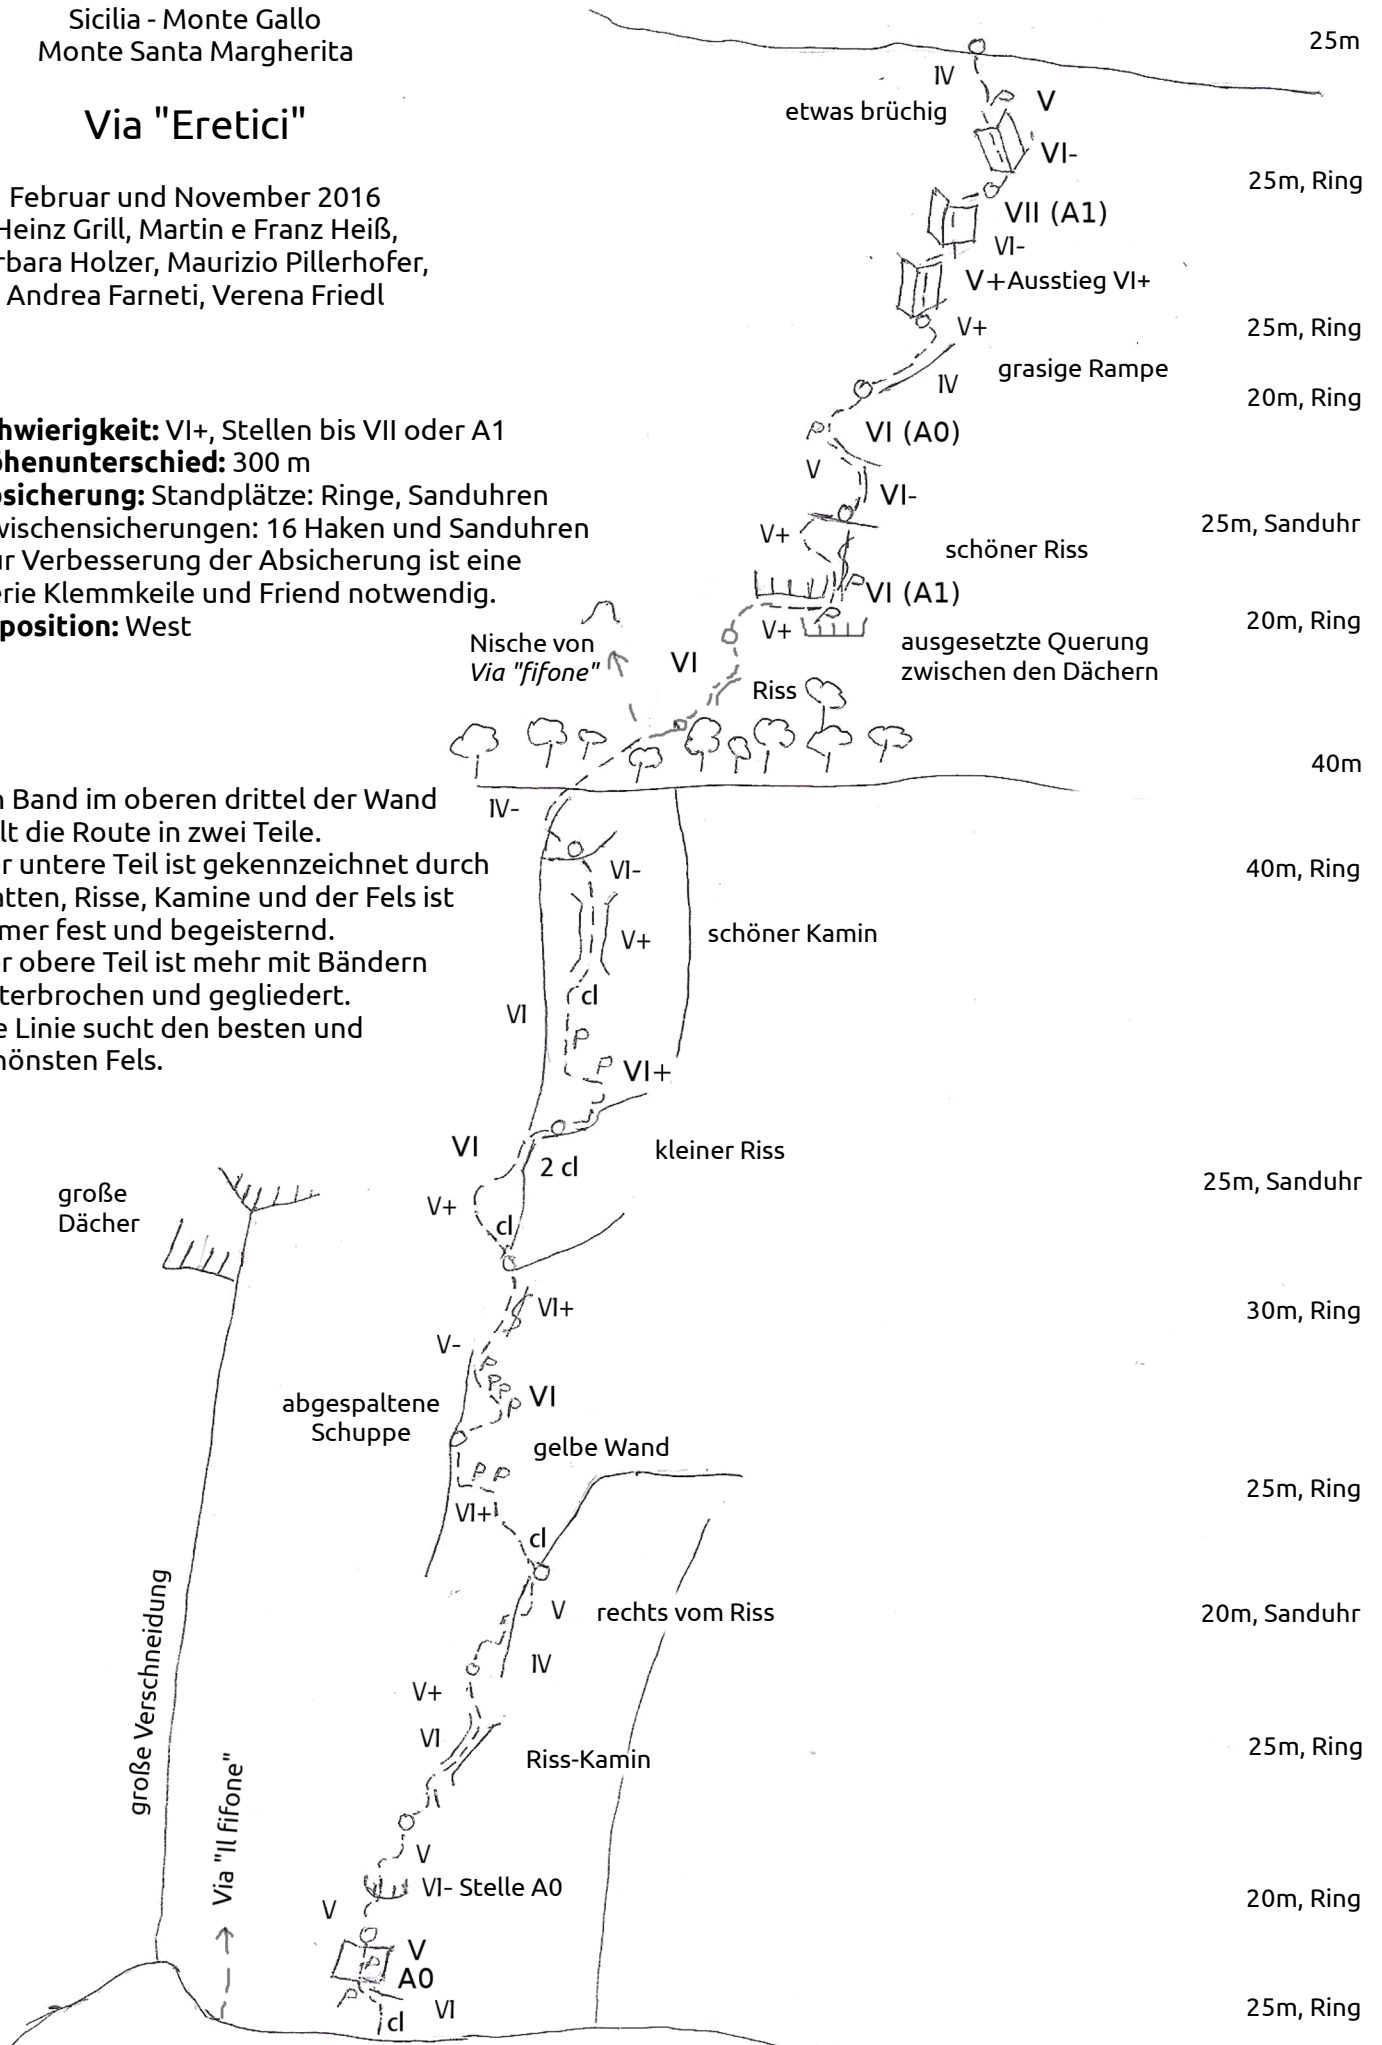 Sicilia - Monte Gallo
Monte Santa Margherita
Via "Eretici"
Februar und November 2016
Heinz Grill, Martin e Franz Heiß,
rbara Holzer, Maurizio Pillerhofer,
Andrea Farneti, Verena Friedl
hwierigkeit: VI+, Stellen bis VII oder A1
öhenunterschied: 300 m
bsicherung: Standplätze: Ringe, Sanduhren
wischensicherungen: 16 Haken und Sanduhren
ur Verbesserung der Absicherung ist eine
erie Klemmkeile und Friend notwendig.
position: West
n Band im oberen drittel der Wand
ilt die Route in zwei Teile.
er untere Teil ist gekennzeichnet durch
atten, Risse, Kamine und der Fels ist
mer fest und begeisternd.
er obere Teil ist mehr mit Bändern
terbrochen und gegliedert.
e Linie sucht den besten und
hönsten Fels.
25m
IV
P
V
etwas brüchig
VI-
25m, Ring
VII (A1)
VI-
V+Ausstieg VI+
25m, Ring
V+
grasige Rampe
IV
20m, Ring
P
VI (A0)
V
VI-
25m, Sanduhr
V+
schöner Riss
P
VI (A1)
P
20m, Ring
V+
ausgesetzte Querung
zwischen den Dächern
Nische von
Via "fifone"
VI
Riss
40m
IV-
40m, Ring
VI-
V+
schöner Kamin
cl
VI
P
P
VI+
VI
kleiner Riss
2 cl
25m, Sanduhr
große
Dächer
V+
cl
30m, Ring
VI+
V-
P
P
P
P
VI
abgespaltene
Schuppe
gelbe Wand
P P
25m, Ring
VI+
cl
V
rechts vom Riss
20m, Sanduhr
IV
V+
VI
Riss-Kamin
25m, Ring
große Verschneidung
Via "Il fifone"
V
VI- Stelle A0
20m, Ring
V
V
P
A0
P
VI
cl
25m, Ring